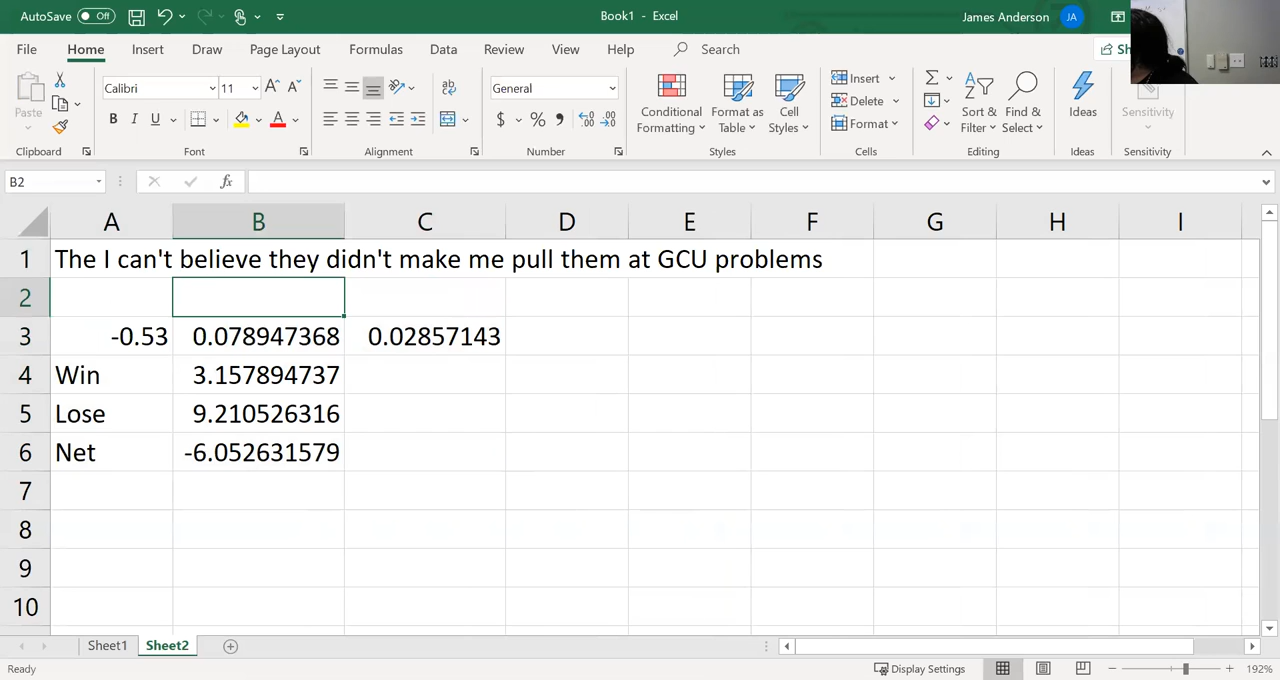 AutoSave Off Book1 - Excel James Anderson JA
File Home Insert Draw Page Layout Formulas Data Review View Help Search Sh
Paste Calibri 11 General Conditional Formatting Format as Table Cell Styles Insert Delete Format Sort & Filter Find & Select Ideas Sensitivity
Clipboard Font Alignment Number Styles Cells Editing Ideas Sensitivity
B2 fx
A B C D E F G H I
1 The I can't believe they didn't make me pull them at GCU problems
2
3 -0.53 0.078947368 0.02857143
4 Win 3.157894737
5 Lose 9.210526316
6 Net -6.052631579
7
8
9
10
Sheet1 Sheet2
Ready Display Settings 192%